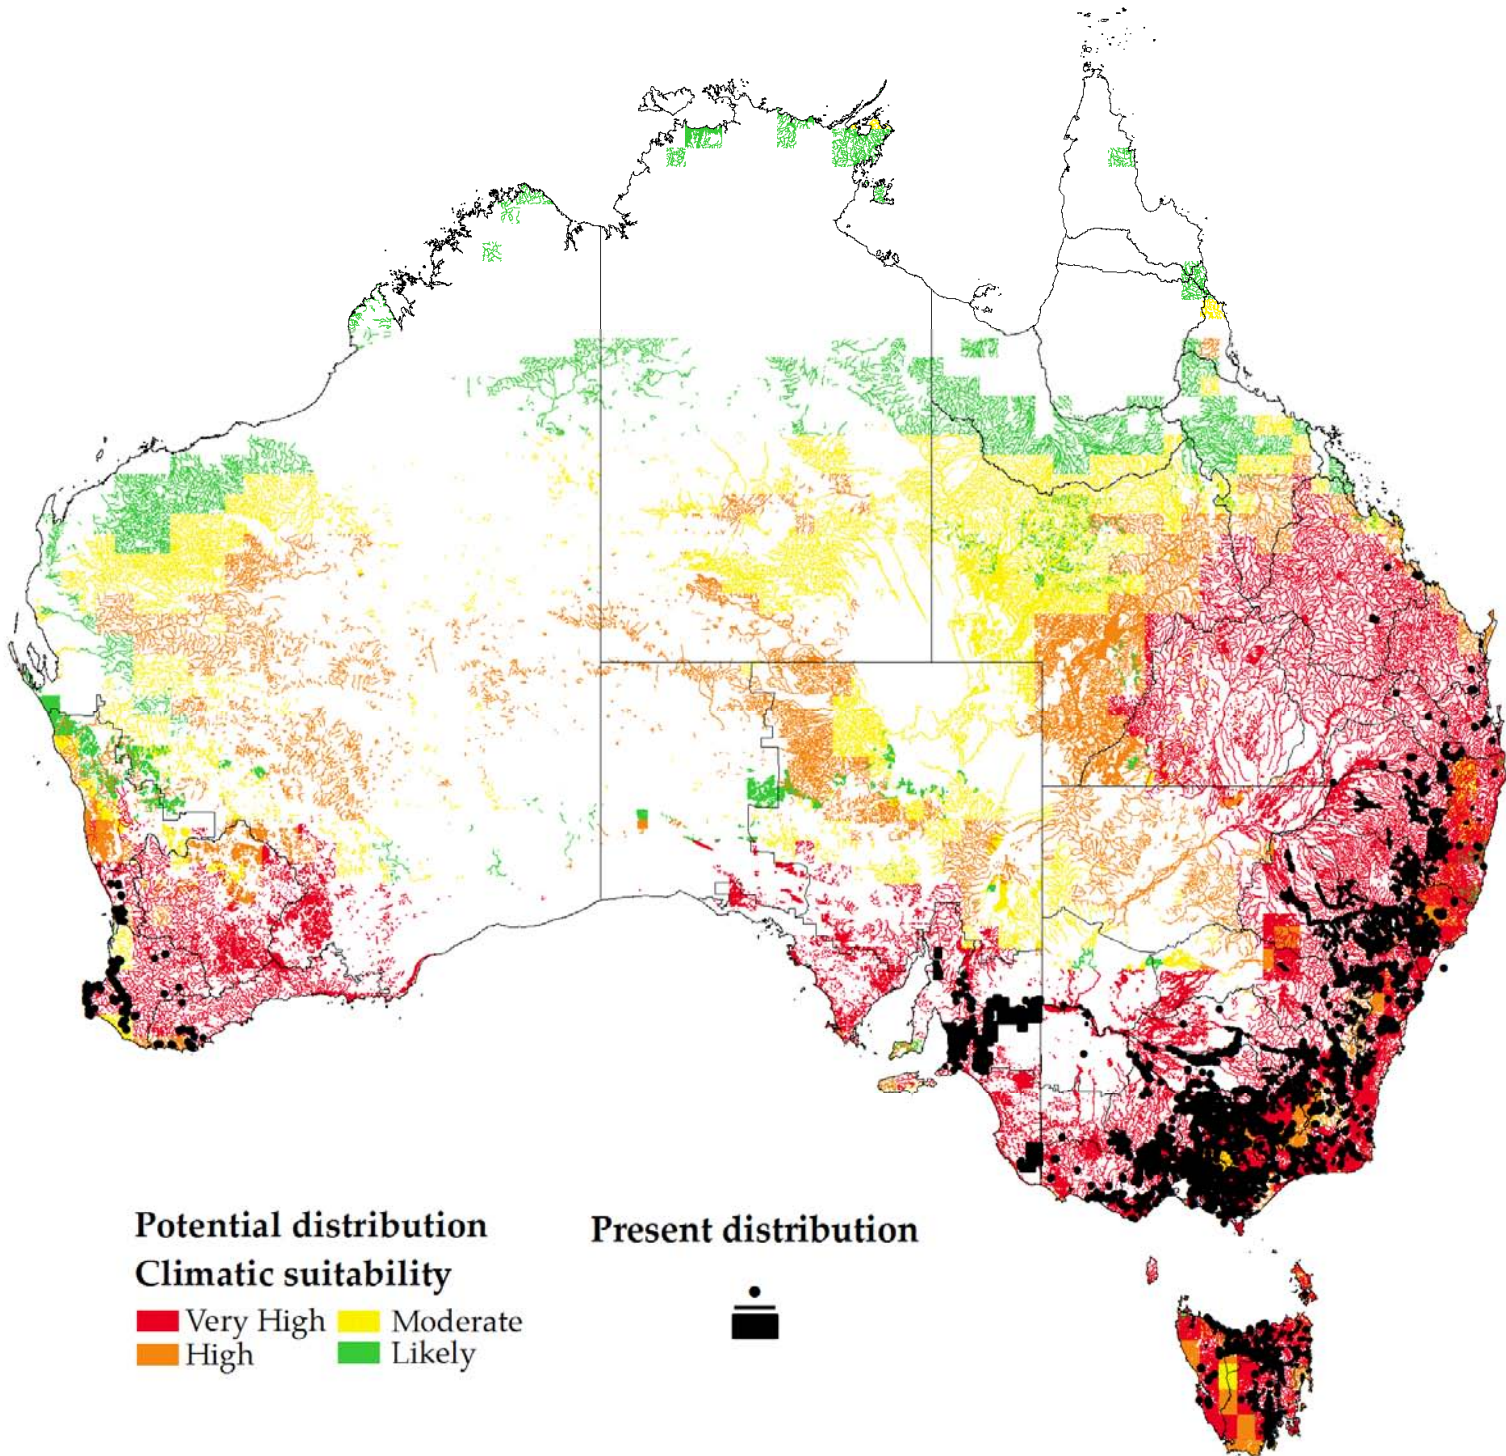 Potential distribution
Climatic suitability
Very High
Moderate
High
Likely
Present distribution